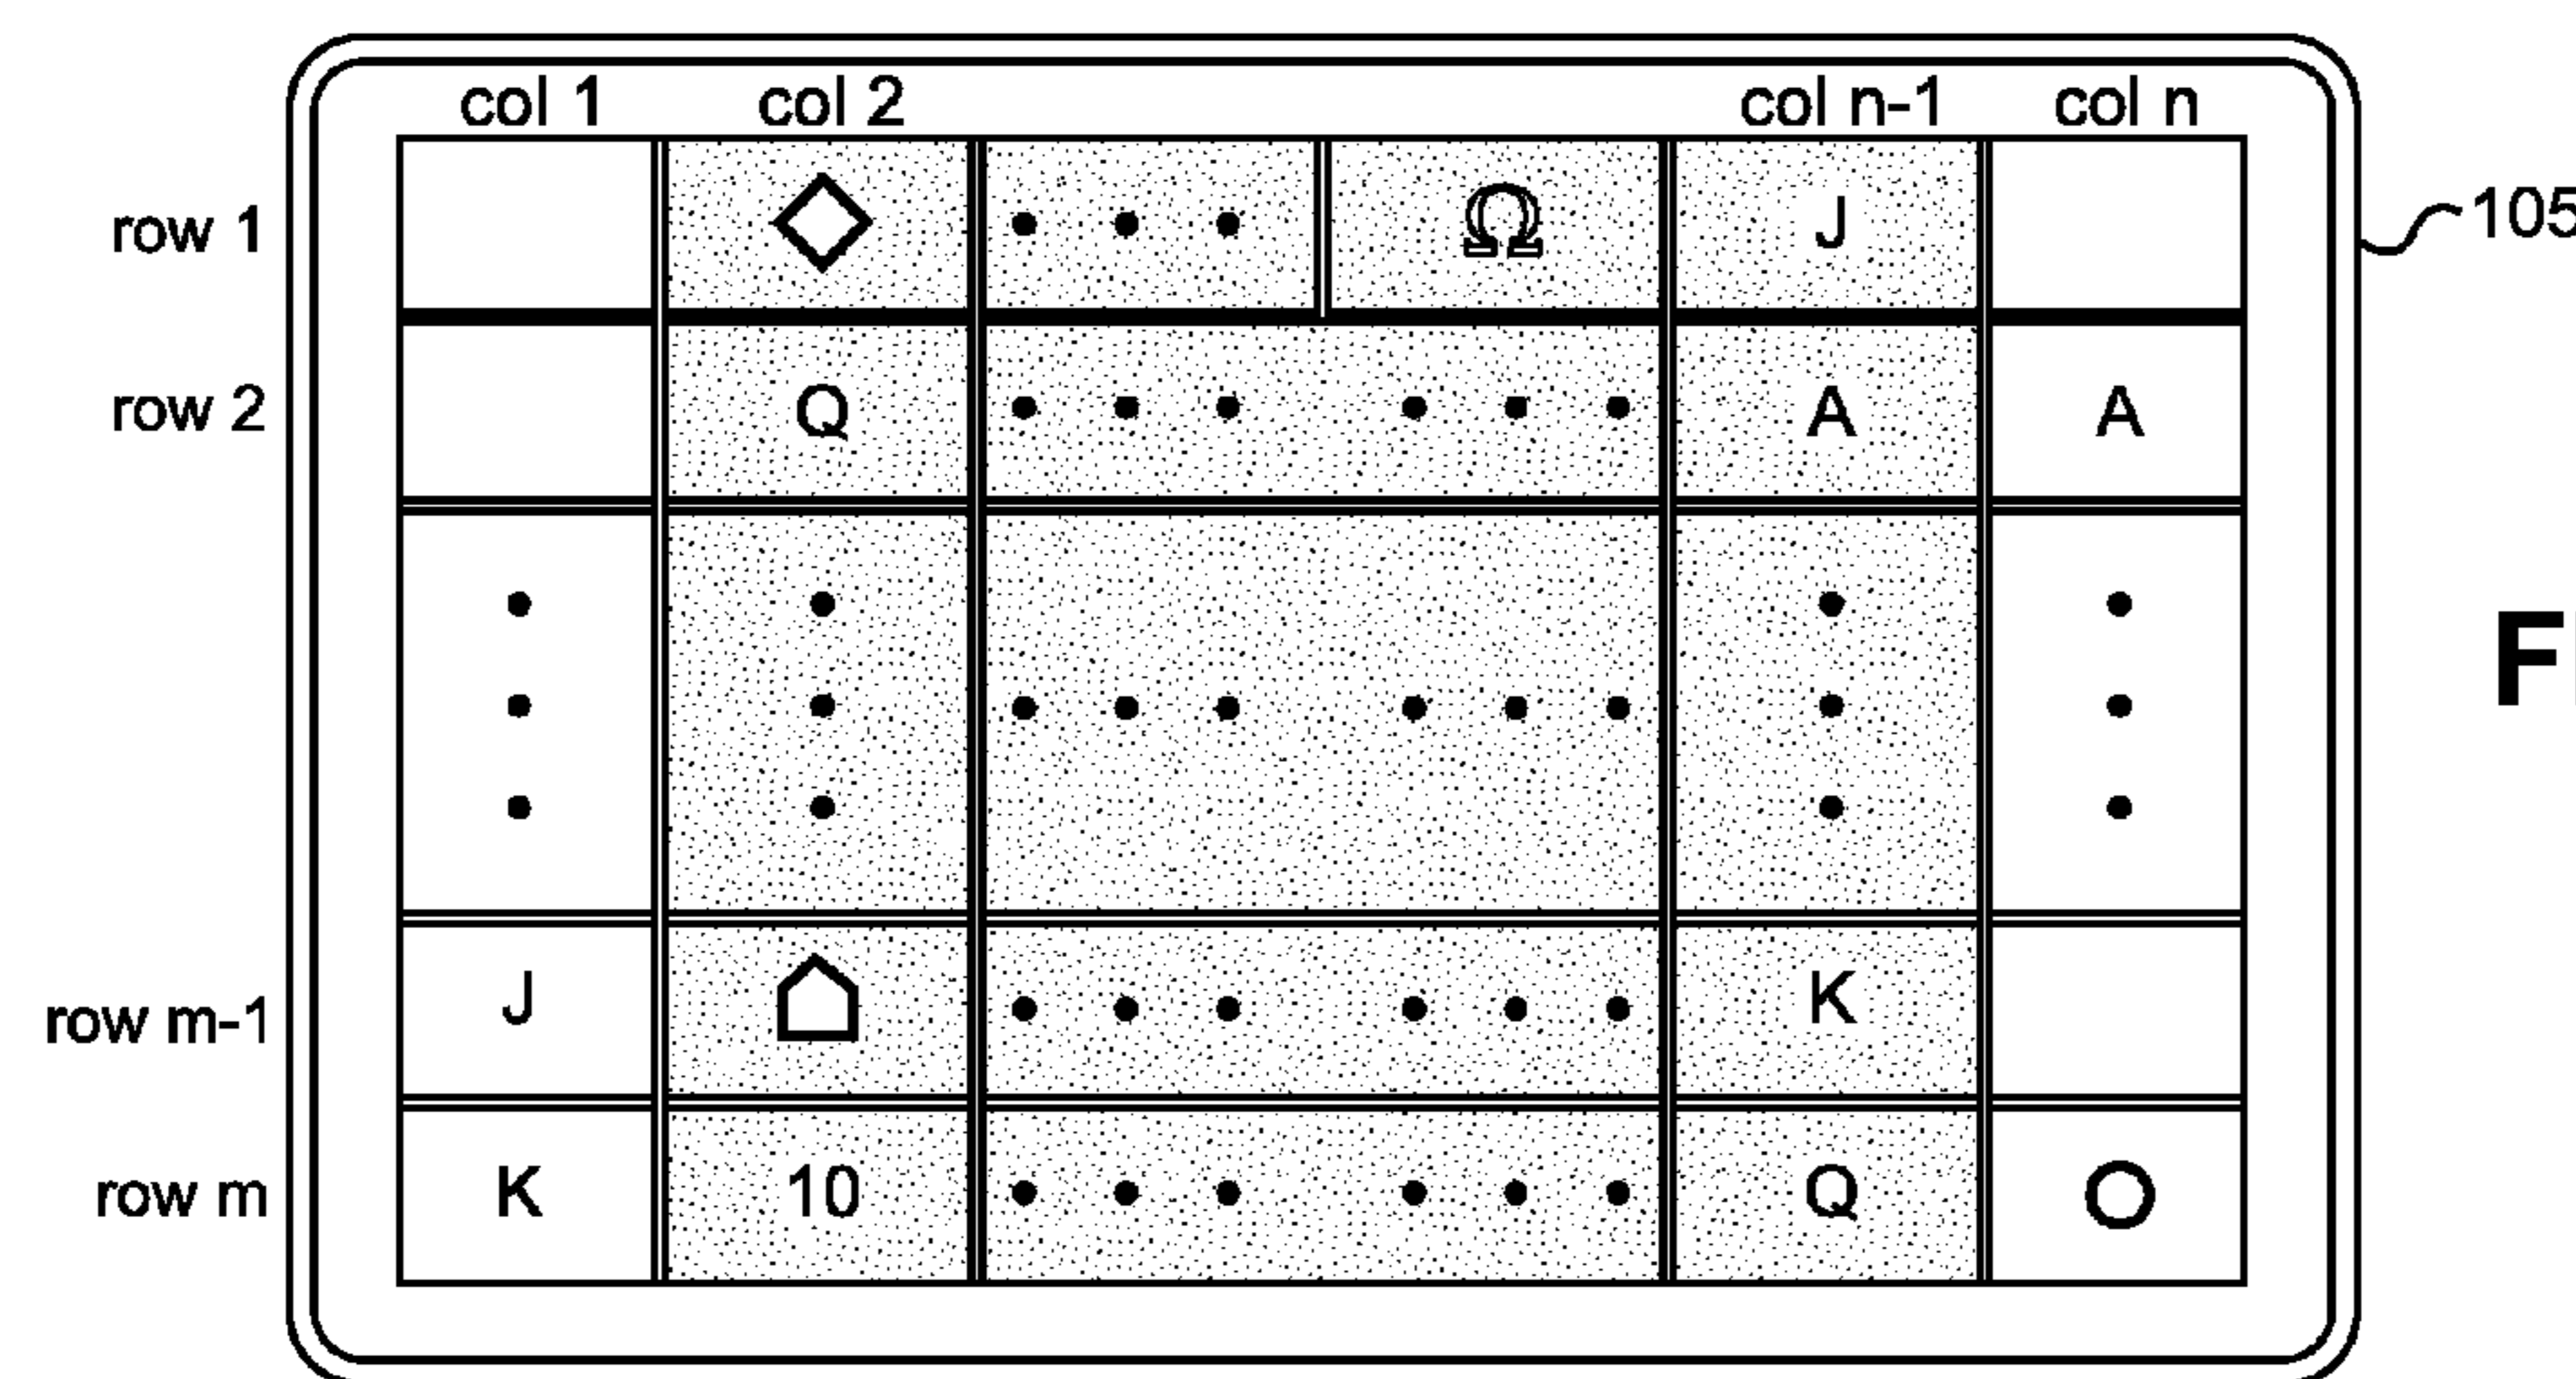 col 1 col 2 col n-1 col n
row 1 Ω J
105
row 2 Q A A
row m-1 J K
row m K 10 Q